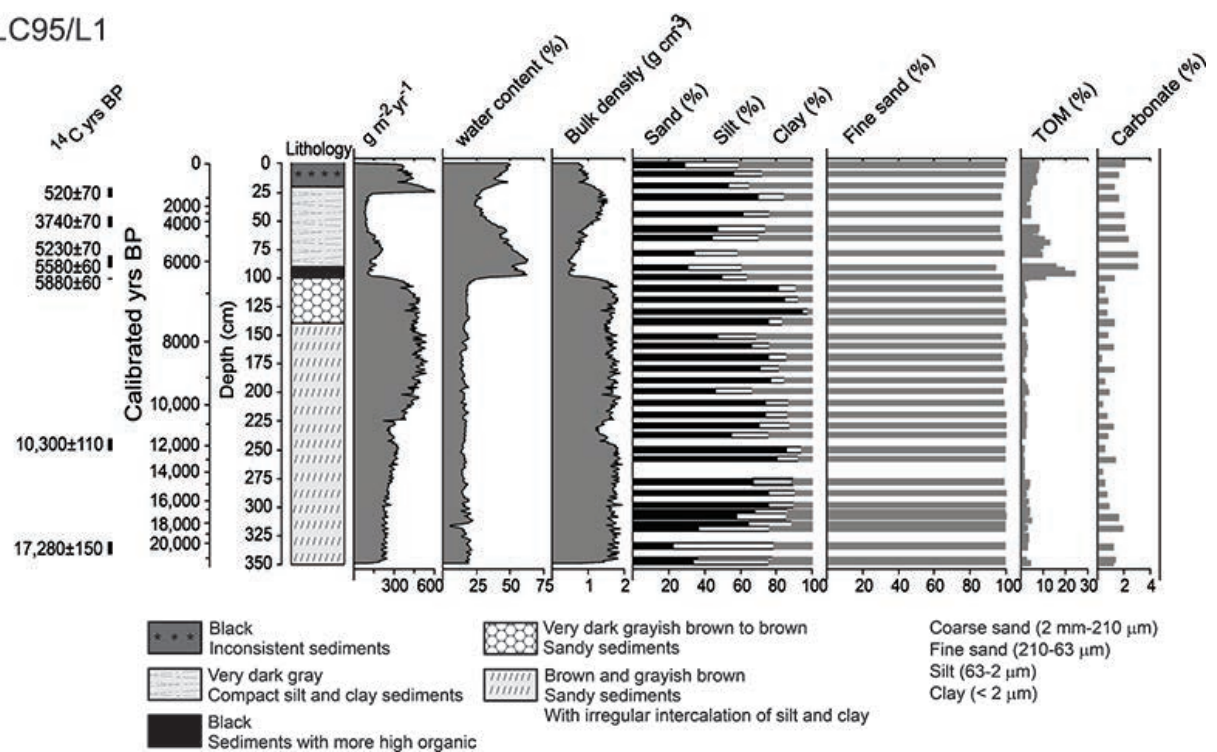 LC95/L1
14C yrs BP
Calibrated yrs BP
Depth (cm)
Lithology
g m-2yr-1
water content (%)
Bulk density (g cm-3)
Sand (%)
Silt (%)
Clay (%)
Fine sand (%)
TOM (%)
Carbonate (%)
520±70
3740±70
5230±70
5580±60
5880±60
10,300±110
17,280±150
0
2000
4000
6000
8000
10,000
12,000
14,000
16,000
18,000
20,000
0
25
50
75
100
125
150
175
200
225
250
275
300
325
350
300 600
25 50 75
1 2
20 40 60 80 100
20 40 60 80 100
10 20 30
0 2 4
Black
Inconsistent sediments
Very dark gray
Compact silt and clay sediments
Black
Sediments with more high organic
Very dark grayish brown to brown
Sandy sediments
Brown and grayish brown
Sandy sediments
With irregular intercalation of silt and clay
Coarse sand (2 mm-210 μm)
Fine sand (210-63 μm)
Silt (63-2 μm)
Clay (< 2 μm)